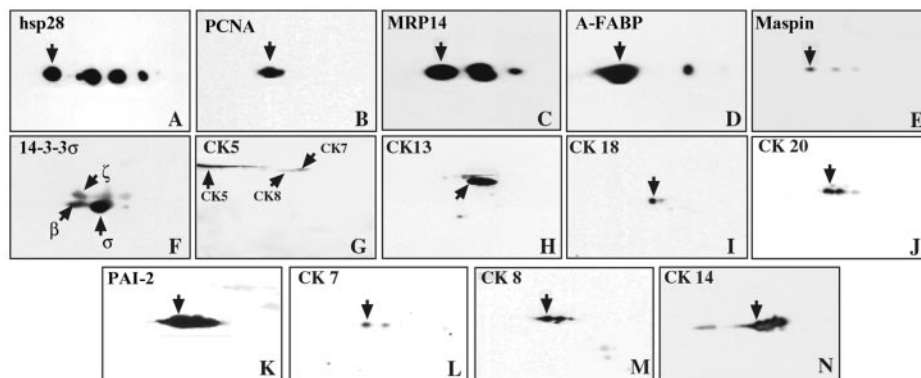 hsp28
A
PCNA
B
MRP14
C
A-FABP
D
Maspin
E
14-3-3σ
ζ
β
σ
F
CK5
CK7
CK5
CK8
G
CK13
H
CK 18
I
CK 20
J
PAI-2
K
CK 7
L
CK 8
M
CK 14
N